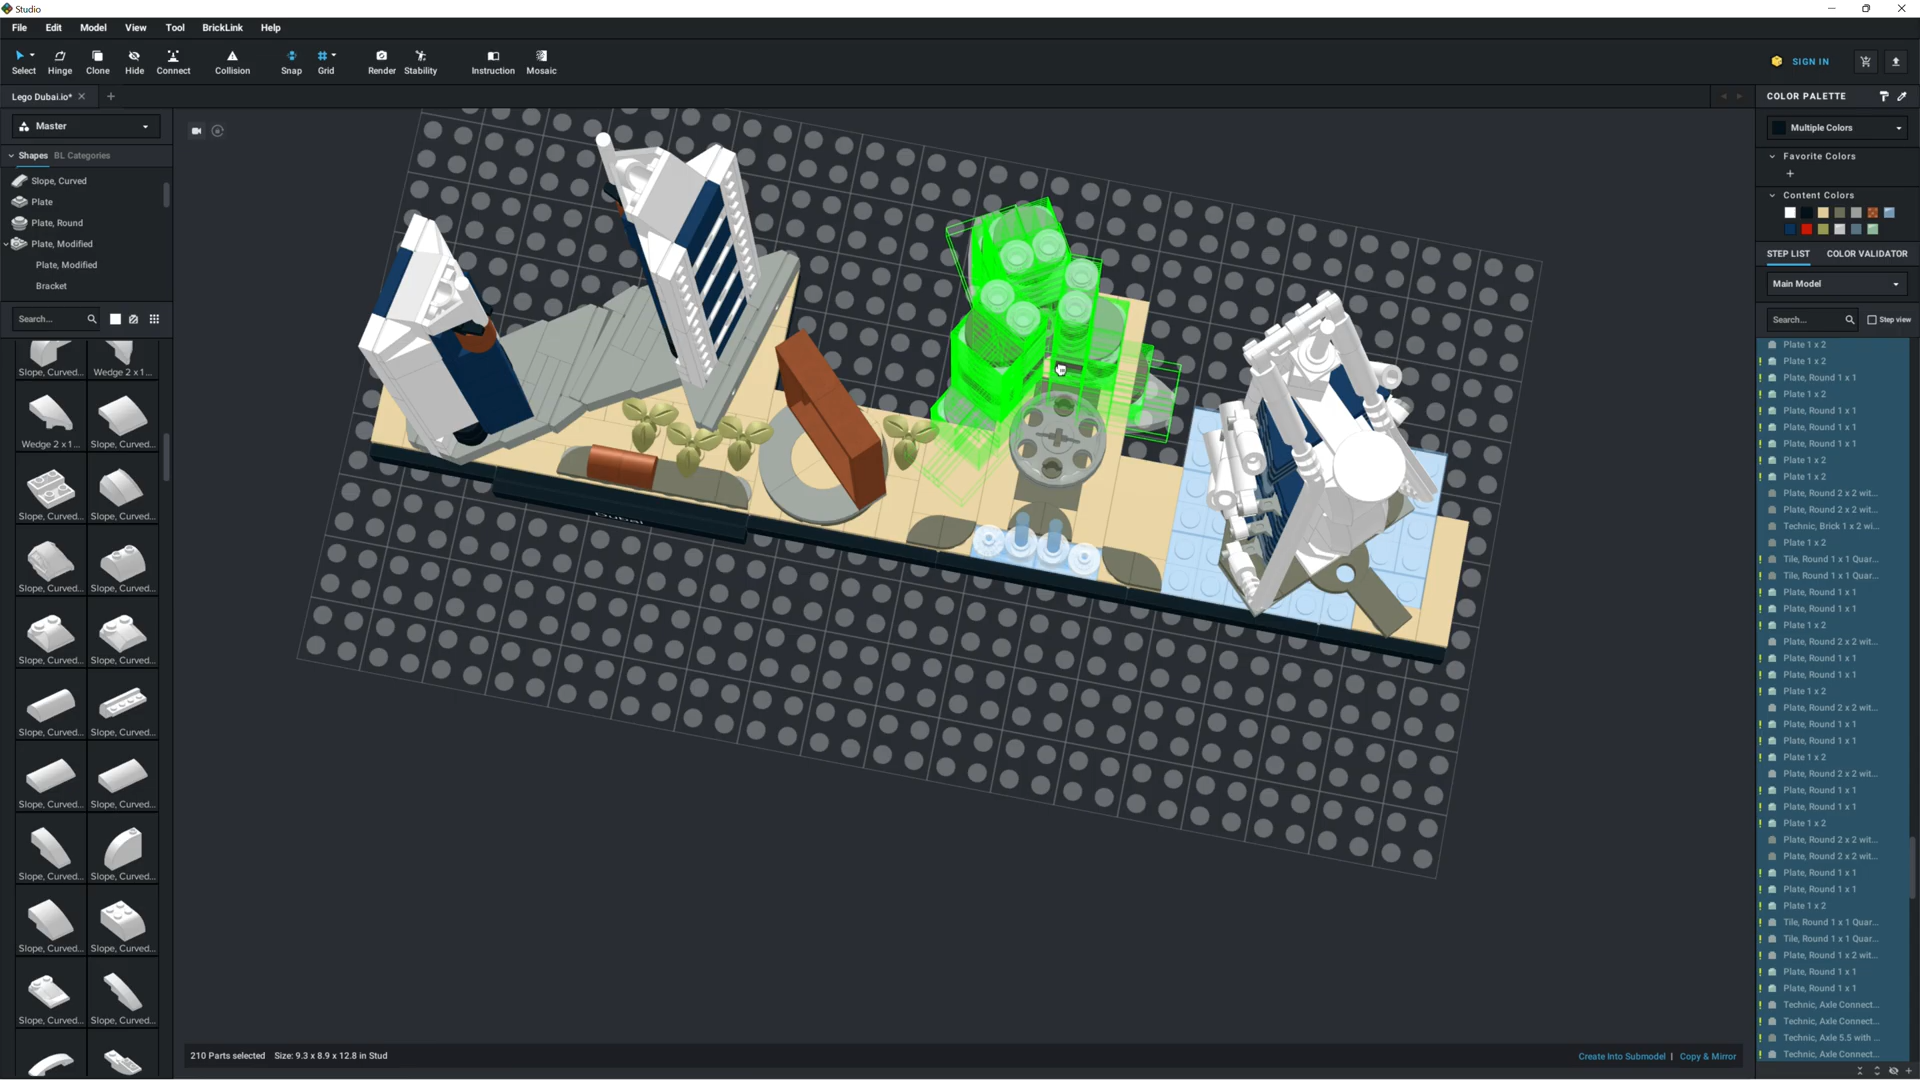 Studio
File Edit Model View Tool BrickLink Help
Select Hinge Clone Hide Connect Collision Snap Grid Render Stability Instruction Mosaic
SIGN IN
Lego Dubai.io*
Master
Shapes BL Categories
Slope, Curved
Plate
Plate, Round
Plate, Modified
Plate, Modified
Bracket
Search...
Slope, Curved... Wedge 2 x 1...
Wedge 2 x 1... Slope, Curved...
Slope, Curved... Slope, Curved...
Slope, Curved... Slope, Curved...
Slope, Curved... Slope, Curved...
Slope, Curved... Slope, Curved...
Slope, Curved... Slope, Curved...
Slope, Curved... Slope, Curved...
Slope, Curved... Slope, Curved...
Slope, Curved... Slope, Curved...
Dubai
210 Parts selected Size: 9.3 x 8.9 x 12.8 in Stud
Create Into Submodel | Copy & Mirror
COLOR PALETTE
Multiple Colors
Favorite Colors
Content Colors
STEP LIST COLOR VALIDATOR
Main Model
Search... Step view
Plate 1 x 2
Plate 1 x 2
Plate, Round 1 x 1
Plate 1 x 2
Plate, Round 1 x 1
Plate, Round 1 x 1
Plate, Round 1 x 1
Plate 1 x 2
Plate 1 x 2
Plate, Round 2 x 2 wit...
Plate, Round 2 x 2 wit...
Technic, Brick 1 x 2 wi...
Plate 1 x 2
Tile, Round 1 x 1 Quar...
Tile, Round 1 x 1 Quar...
Plate, Round 1 x 1
Plate, Round 1 x 1
Plate 1 x 2
Plate, Round 2 x 2 wit...
Plate, Round 1 x 1
Plate, Round 1 x 1
Plate 1 x 2
Plate, Round 2 x 2 wit...
Plate, Round 1 x 1
Plate, Round 1 x 1
Plate 1 x 2
Plate, Round 2 x 2 wit...
Plate, Round 1 x 1
Plate, Round 1 x 1
Plate 1 x 2
Plate, Round 2 x 2 wit...
Plate, Round 2 x 2 wit...
Plate, Round 1 x 1
Plate, Round 1 x 1
Plate 1 x 2
Tile, Round 1 x 1 Quar...
Tile, Round 1 x 1 Quar...
Plate, Round 1 x 2 wit...
Plate, Round 1 x 1
Plate, Round 1 x 1
Technic, Axle Connect...
Technic, Axle Connect...
Technic, Axle 5.5 with ...
Technic, Axle Connect...